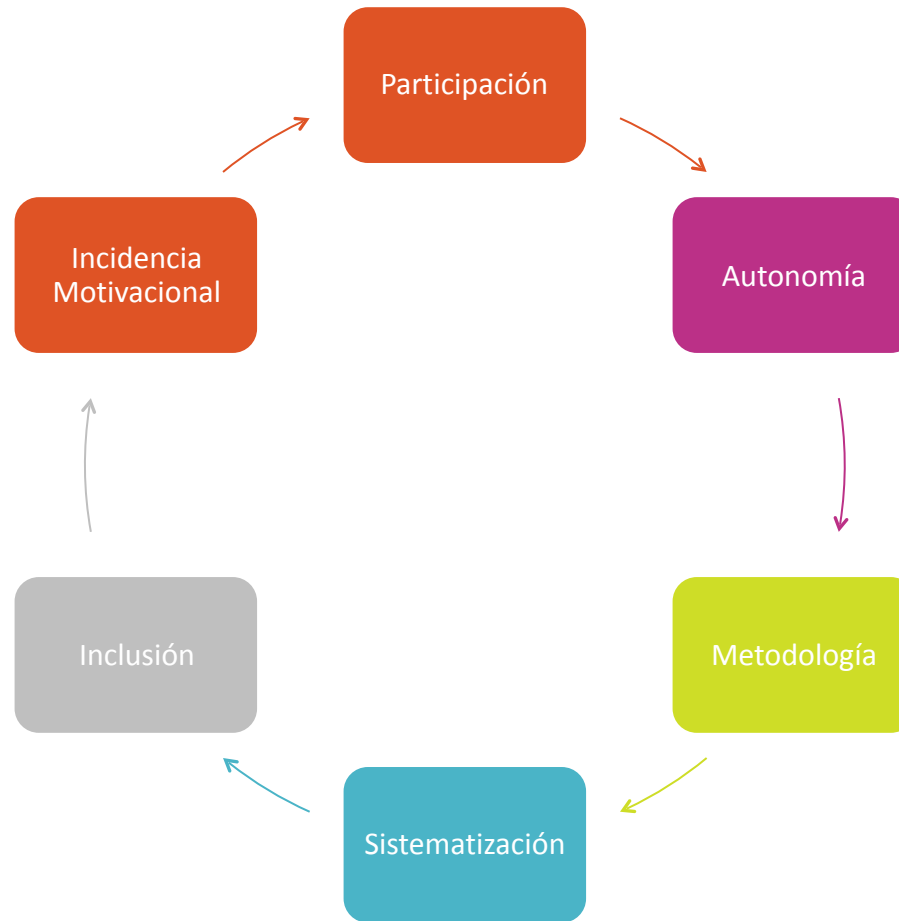 Participación
Autonomía
Metodología
Sistematización
Inclusión
Incidencia
Motivacional